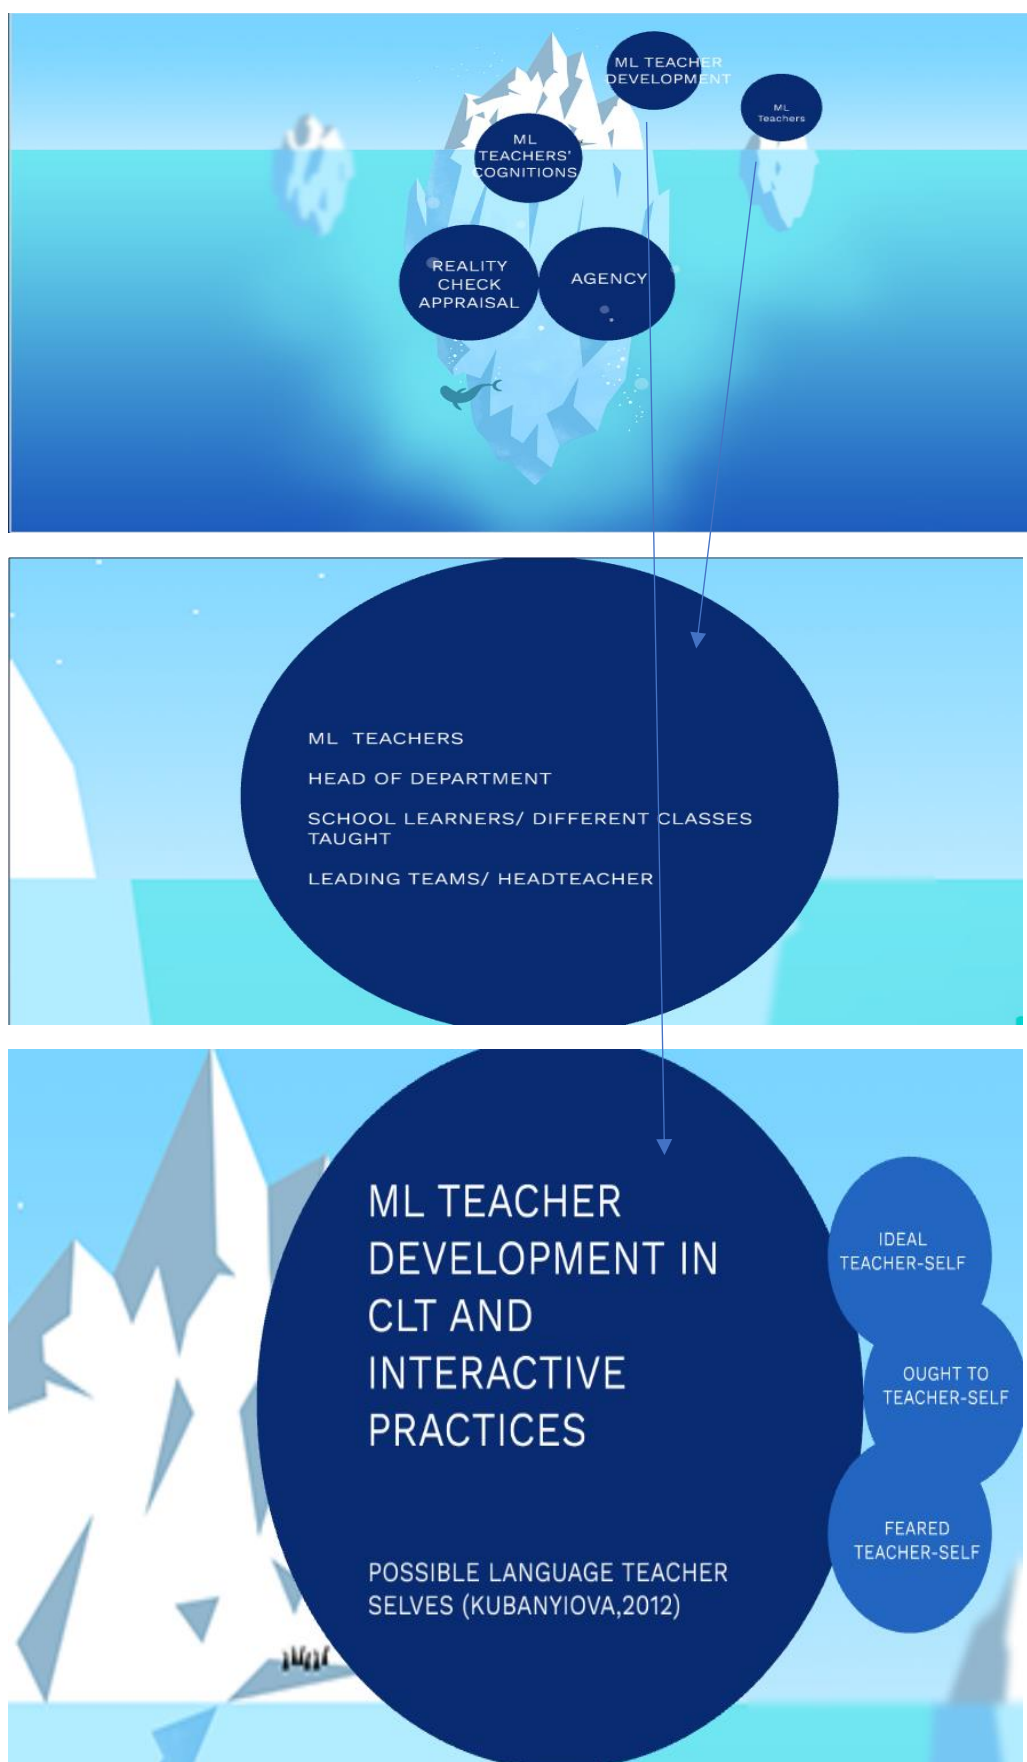 ML TEACHER
DEVELOPMENT
ML
Teachers
ML
TEACHERS'
COGNITIONS
REALITY
CHECK
APPRAISAL
AGENCY
ML TEACHERS
HEAD OF DEPARTMENT
SCHOOL LEARNERS/ DIFFERENT CLASSES
TAUGHT
LEADING TEAMS/ HEADTEACHER
ML TEACHER
DEVELOPMENT IN
CLT AND
INTERACTIVE
PRACTICES
POSSIBLE LANGUAGE TEACHER
SELVES (KUBANYIOVA,2012)
IDEAL
TEACHER-SELF
OUGHT TO
TEACHER-SELF
FEARED
TEACHER-SELF